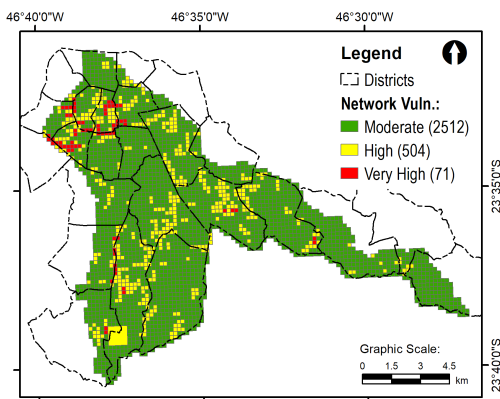 46°40'0"W 46°35'0"W 46°30'0"W
Legend
Districts
Network Vuln.:
Moderate (2512)
High (504)
Very High (71)
23°35'0"S
Graphic Scale:
0 1.5 3 4.5
km
23°40'0"S